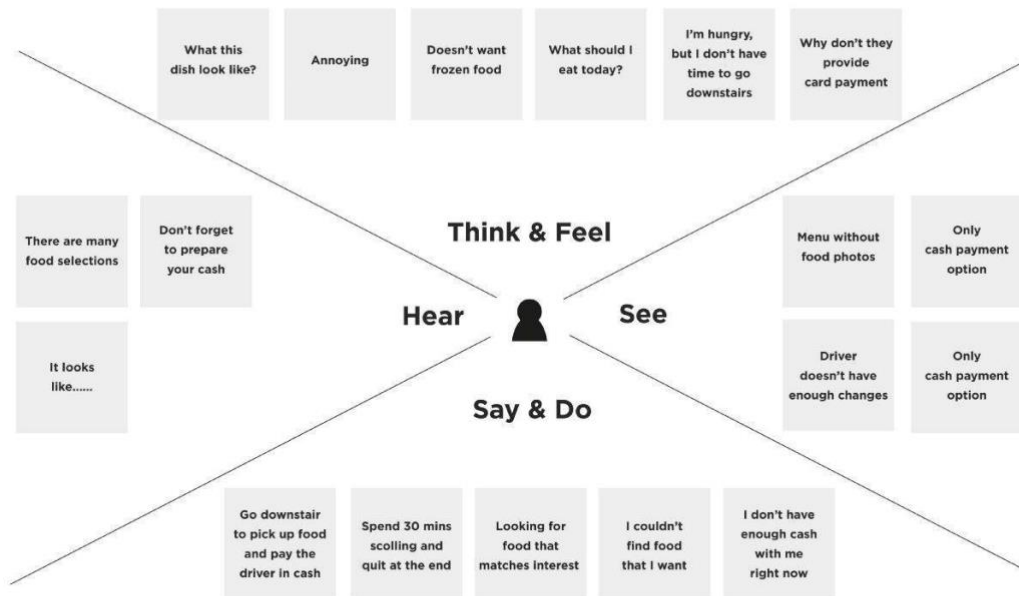 What this
dish look like?
Annoying
Doesn't want
frozen food
What should I
eat today?
I'm hungry,
but I don't have
time to go
downstairs
Why don't they
provide
card payment
Think & Feel
There are many
food selections
Don't forget
to prepare
your cash
It looks
like......
Hear
See
Menu without
food photos
Only
cash payment
option
Driver
doesn't have
enough changes
Only
cash payment
option
Say & Do
Go downstair
to pick up food
and pay the
driver in cash
Spend 30 mins
scolling and
quit at the end
Looking for
food that
matches interest
I couldn't
find food
that I want
I don't have
enough cash
with me
right now